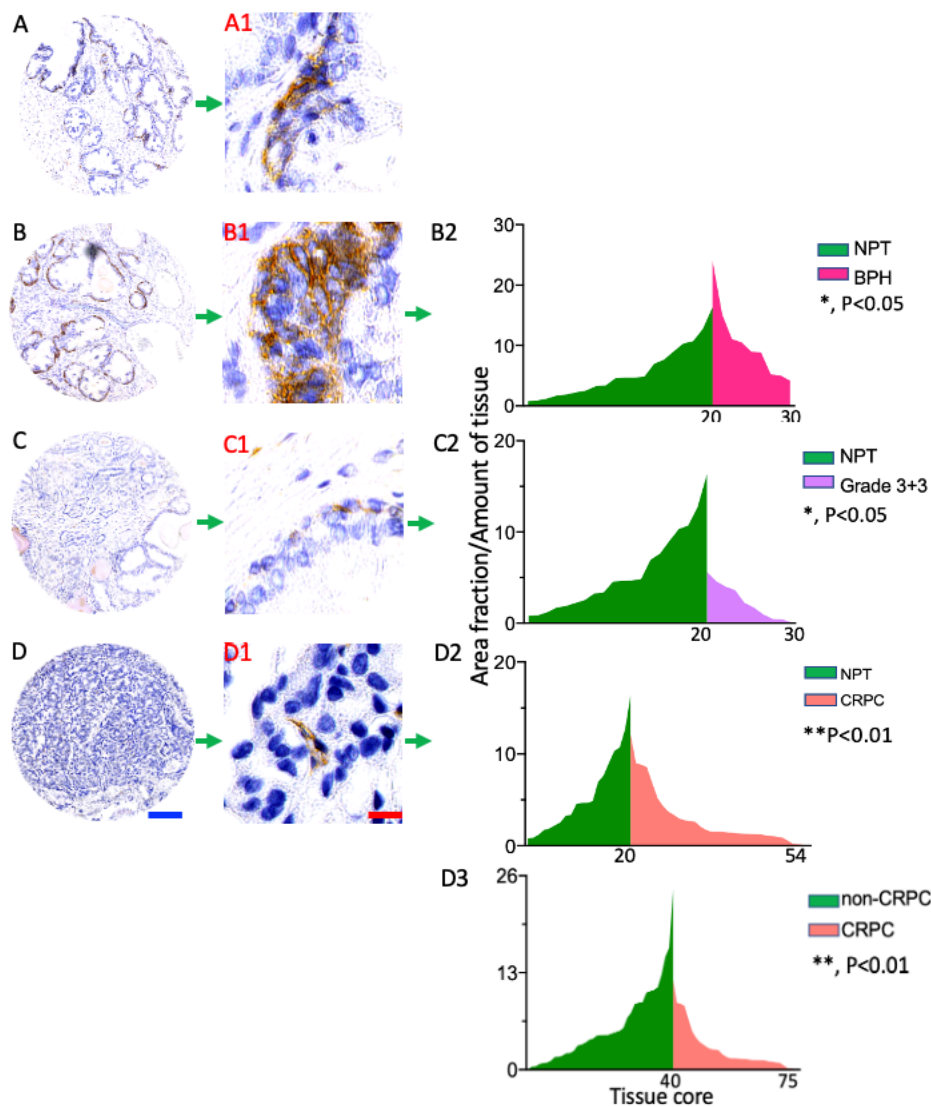 A
A1
B
B1
B2
30
20
10
0
20
30
NPT
BPH
*, P<0.05
C
C1
C2
20
10
0
20
30
NPT
Grade 3+3
*, P<0.05
Area fraction/Amount of tissue
D
D1
D2
20
10
0
20
54
NPT
CRPC
**P<0.01
D3
26
13
0
40
75
non-CRPC
CRPC
**, P<0.01
Tissue core